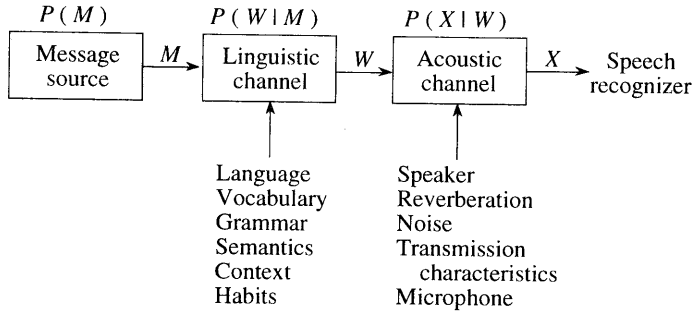 P(M)
P(W|M)
P(X|W)
Message
source
M
Linguistic
channel
W
Acoustic
channel
X
Speech
recognizer
Language
Vocabulary
Grammar
Semantics
Context
Habits
Speaker
Reverberation
Noise
Transmission
characteristics
Microphone